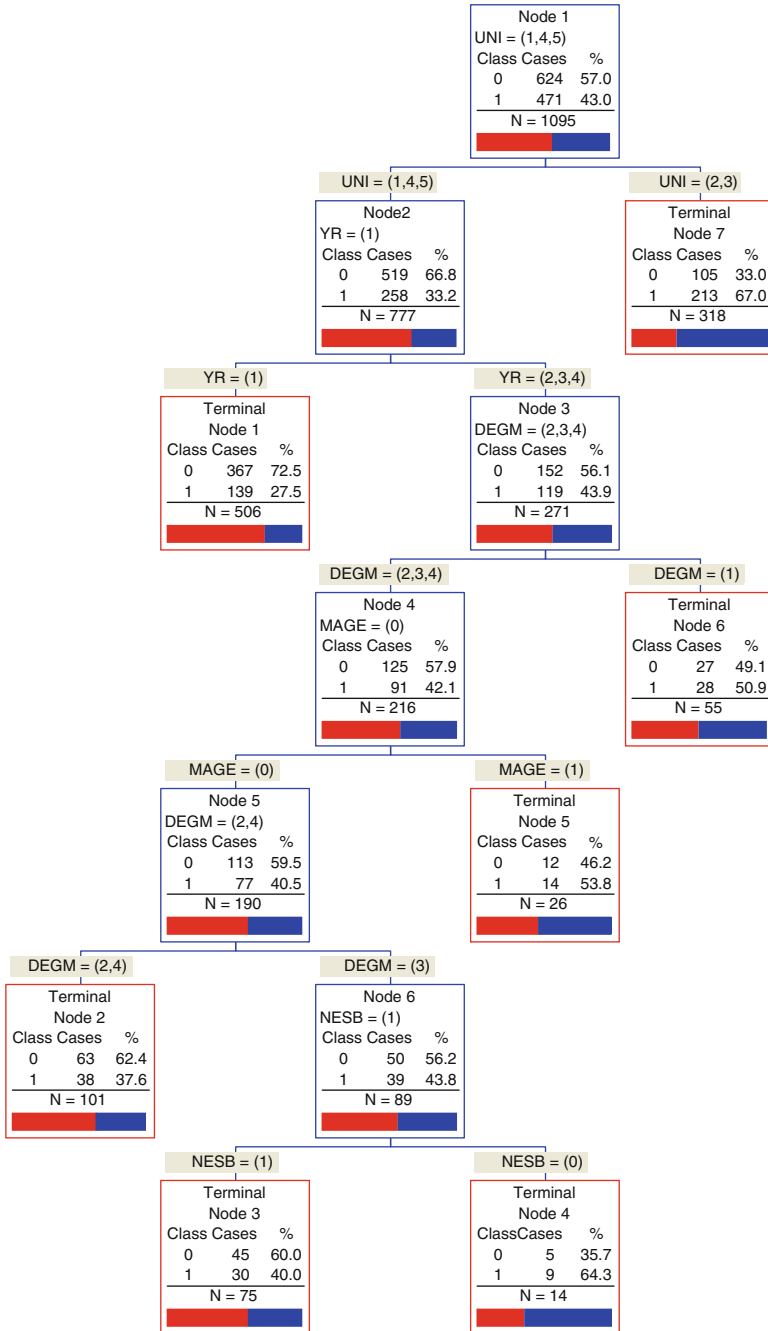 Node 1
UNI = (1,4,5)
Class Cases %
0 624 57.0
1 471 43.0
N = 1095
UNI = (1,4,5)
UNI = (2,3)
Node2
YR = (1)
Class Cases %
0 519 66.8
1 258 33.2
N = 777
Terminal
Node 7
Class Cases %
0 105 33.0
1 213 67.0
N = 318
YR = (1)
YR = (2,3,4)
Terminal
Node 1
Class Cases %
0 367 72.5
1 139 27.5
N = 506
Node 3
DEGM = (2,3,4)
Class Cases %
0 152 56.1
1 119 43.9
N = 271
DEGM = (2,3,4)
DEGM = (1)
Node 4
MAGE = (0)
Class Cases %
0 125 57.9
1 91 42.1
N = 216
Terminal
Node 6
Class Cases %
0 27 49.1
1 28 50.9
N = 55
MAGE = (0)
MAGE = (1)
Node 5
DEGM = (2,4)
Class Cases %
0 113 59.5
1 77 40.5
N = 190
Terminal
Node 5
Class Cases %
0 12 46.2
1 14 53.8
N = 26
DEGM = (2,4)
DEGM = (3)
Terminal
Node 2
Class Cases %
0 63 62.4
1 38 37.6
N = 101
Node 6
NESB = (1)
Class Cases %
0 50 56.2
1 39 43.8
N = 89
NESB = (1)
NESB = (0)
Terminal
Node 3
Class Cases %
0 45 60.0
1 30 40.0
N = 75
Terminal
Node 4
ClassCases %
0 5 35.7
1 9 64.3
N = 14